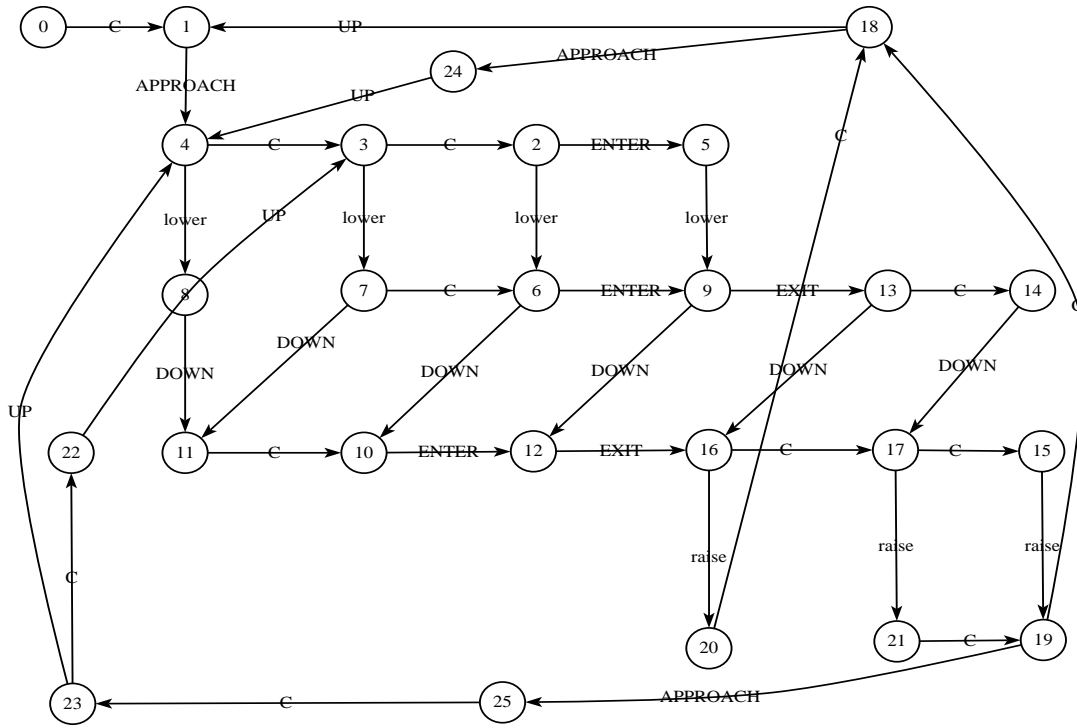 0 C 1 UP 18
APPROACH
24
APPROACH
UP
C
4 C 3 C 2 ENTER 5
lower UP lower lower lower
8 7 C 6 ENTER 9 EXIT 13 C 14
C
DOWN DOWN DOWN DOWN DOWN
DOWN
UP
22 11 C 10 ENTER 12 EXIT 16 C 17 C 15
raise raise raise
C
20 21 C 19
APPROACH
23 C 25